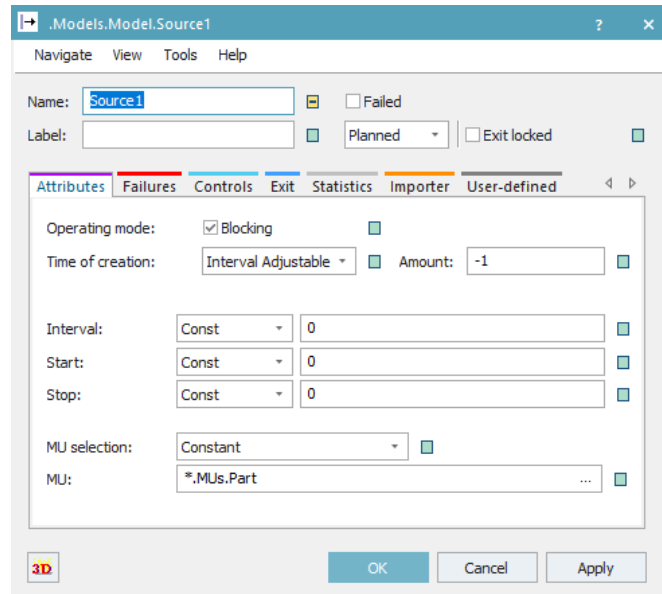 .Models.Model.Source1 ? ×
Navigate View Tools Help
Name: Source1 Failed
Label: Planned Exit locked
Attributes Failures Controls Exit Statistics Importer User-defined
Operating mode: Blocking
Time of creation: Interval Adjustable Amount: -1
Interval: Const 0
Start: Const 0
Stop: Const 0
MU selection: Constant
MU: *.MUs.Part ...
3D OK Cancel Apply